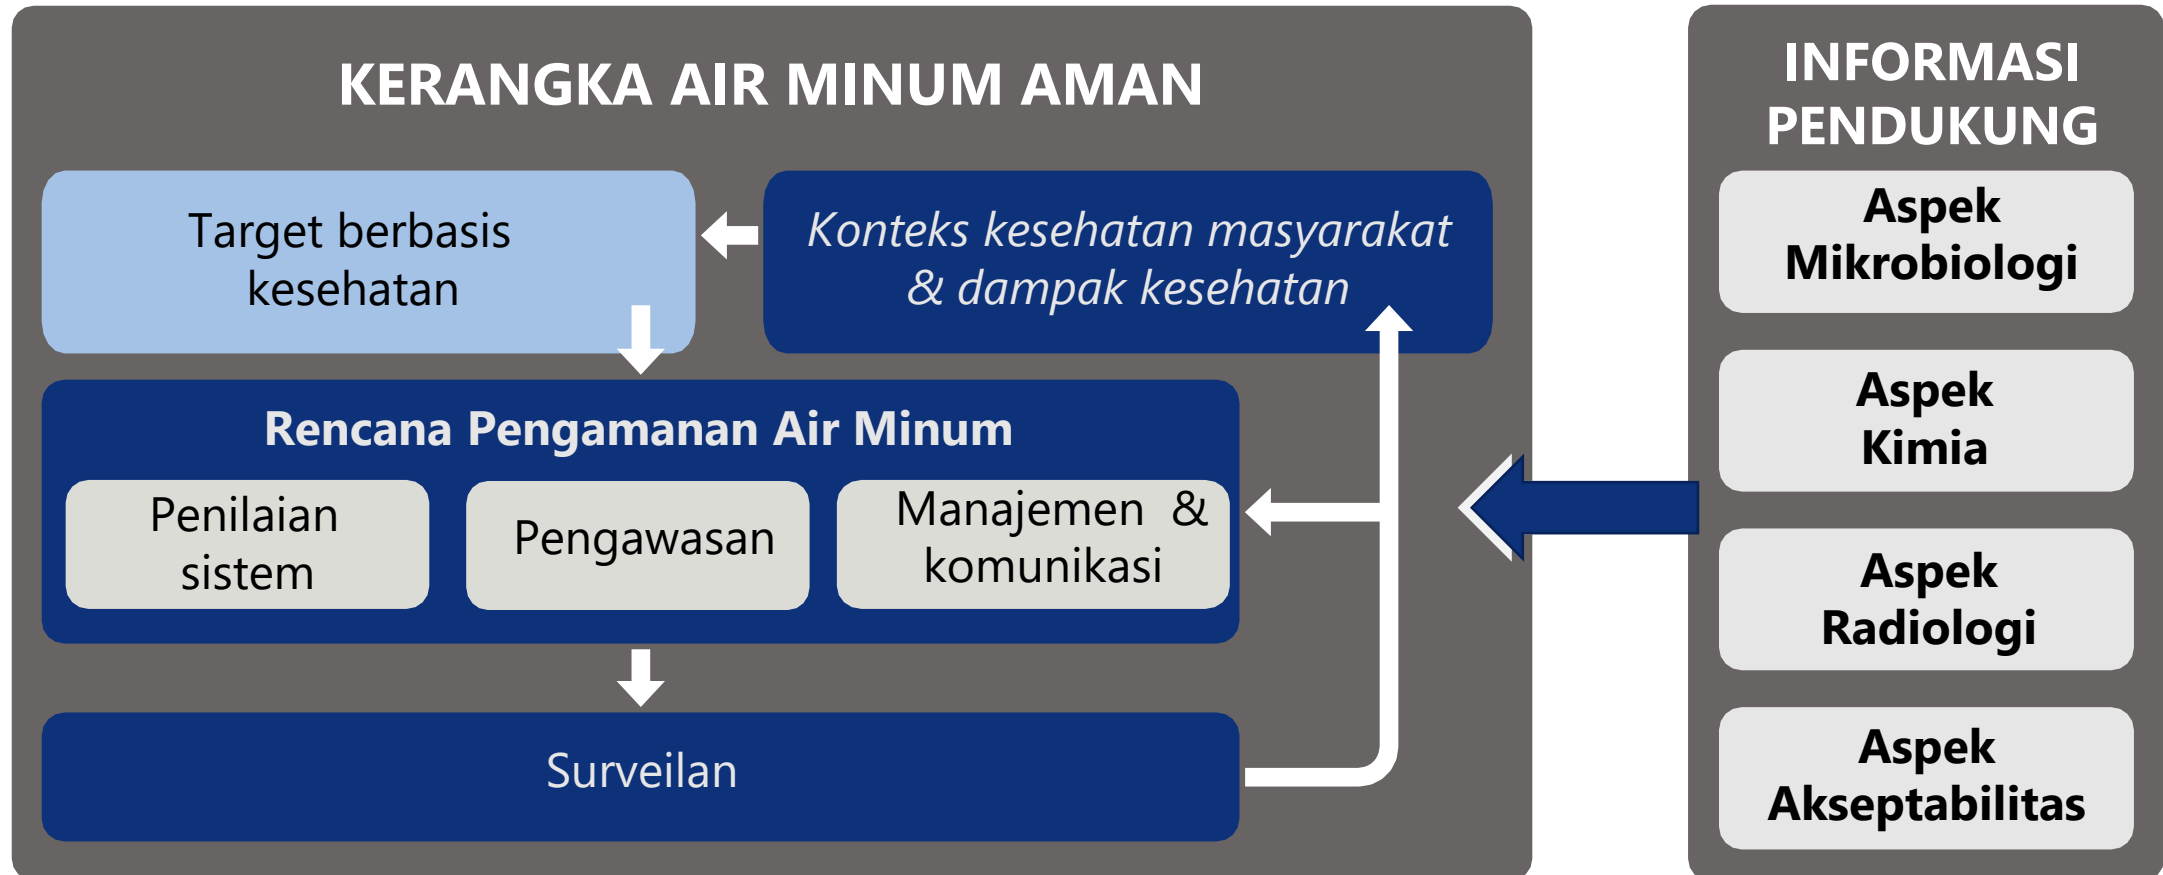 KERANGKA AIR MINUM AMAN
Target berbasis
kesehatan
Konteks kesehatan masyarakat
& dampak kesehatan
Rencana Pengamanan Air Minum
Penilaian
sistem
Pengawasan
Manajemen &
komunikasi
Surveilan
INFORMASI
PENDUKUNG
Aspek
Mikrobiologi
Aspek
Kimia
Aspek
Radiologi
Aspek
Akseptabilitas